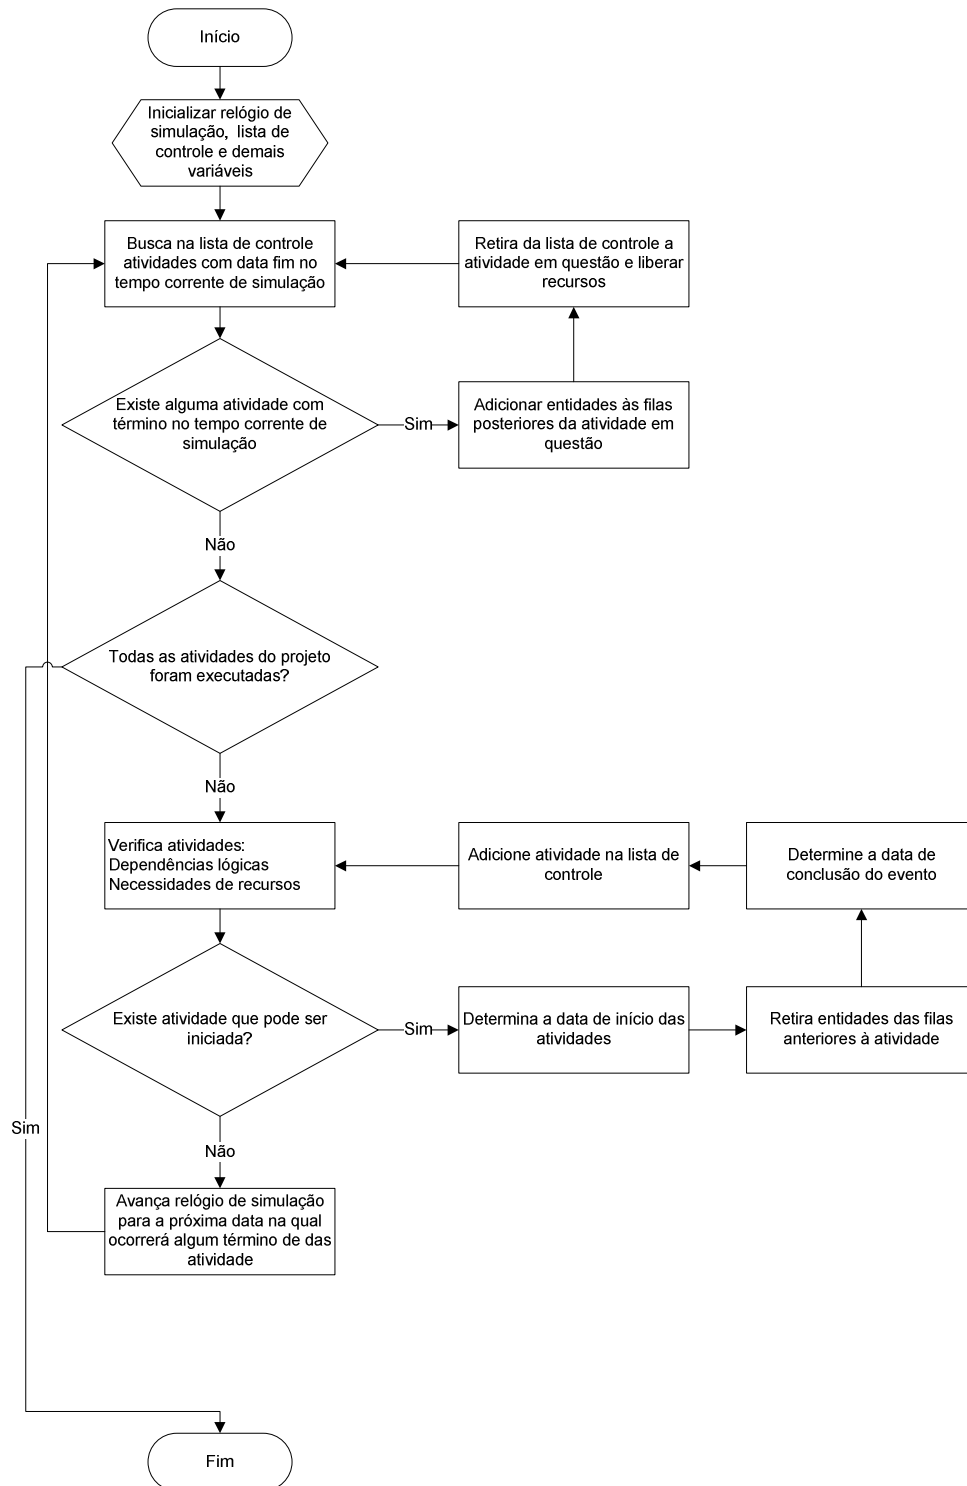 Início
Inicializar relógio de
simulação,  lista de
controle e demais
variáveis
Busca na lista de controle
atividades com data fim no
tempo corrente de simulação
Retira da lista de controle a
atividade em questão e liberar
recursos
Existe alguma atividade com
término no tempo corrente de
simulação
Sim
Adicionar entidades às filas
posteriores da atividade em
questão
Não
Todas as atividades do projeto
foram executadas?
Não
Verifica atividades:
Dependências lógicas
Necessidades de recursos
Adicione atividade na lista de
controle
Determine a data de
conclusão do evento
Existe atividade que pode ser
iniciada?
Sim
Determina a data de início das
atividades
Retira entidades das filas
anteriores à atividade
Sim
Não
Avança relógio de simulação
para a próxima data na qual
ocorrerá algum término de das
atividade
Fim